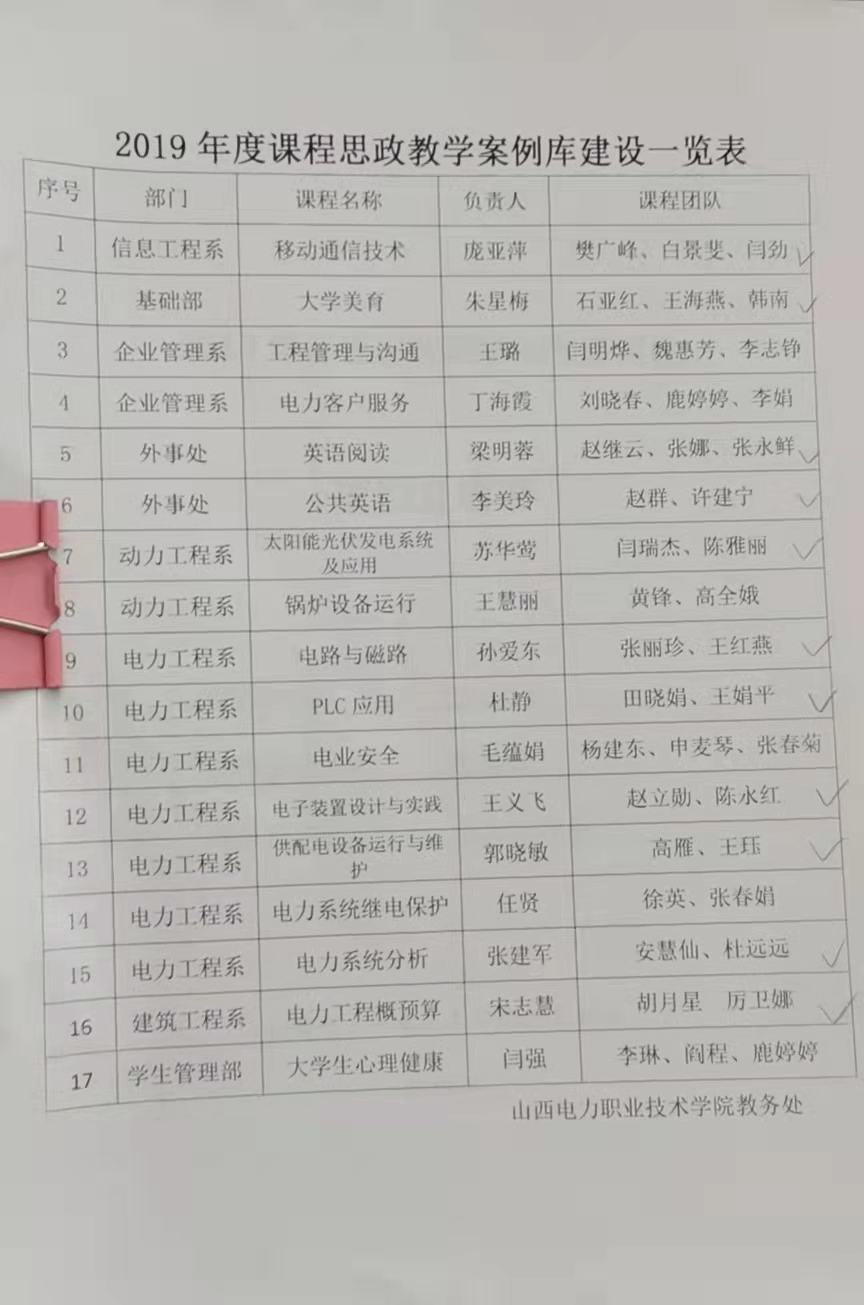 2019 年度课程思政教学案例库建设一览表
序号 部门 课程名称 负责人 课程团队
1 信息工程系 移动通信技术 庞亚萍 樊广峰、白景斐、闫劲
2 基础部 大学美育 朱星梅 石亚红、王海燕、韩南
3 企业管理系 工程管理与沟通 王璐 闫明烨、魏惠芳、李志铮
4 企业管理系 电力客户服务 丁海霞 刘晓春、鹿婷婷、李娟
5 外事处 英语阅读 梁明蓉 赵继云、张娜、张永鲜
6 外事处 公共英语 李美玲 赵群、许建宁
7 动力工程系 太阳能光伏发电系统
及应用 苏华莺 闫瑞杰、陈雅丽
8 动力工程系 锅炉设备运行 王慧丽 黄锋、高全娥
9 电力工程系 电路与磁路 孙爱东 张丽珍、王红燕
10 电力工程系 PLC 应用 杜静 田晓娟、王娟平
11 电力工程系 电业安全 毛蕴娟 杨建东、申麦琴、张春菊
12 电力工程系 电子装置设计与实践 王义飞 赵立勋、陈永红
13 电力工程系 供配电设备运行与维
护 郭晓敏 高雁、王珏
14 电力工程系 电力系统继电保护 任贤 徐英、张春娟
15 电力工程系 电力系统分析 张建军 安慧仙、杜远远
16 建筑工程系 电力工程概预算 宋志慧 胡月星 厉卫娜
17 学生管理部 大学生心理健康 闫强 李琳、阎程、鹿婷婷
山西电力职业技术学院教务处